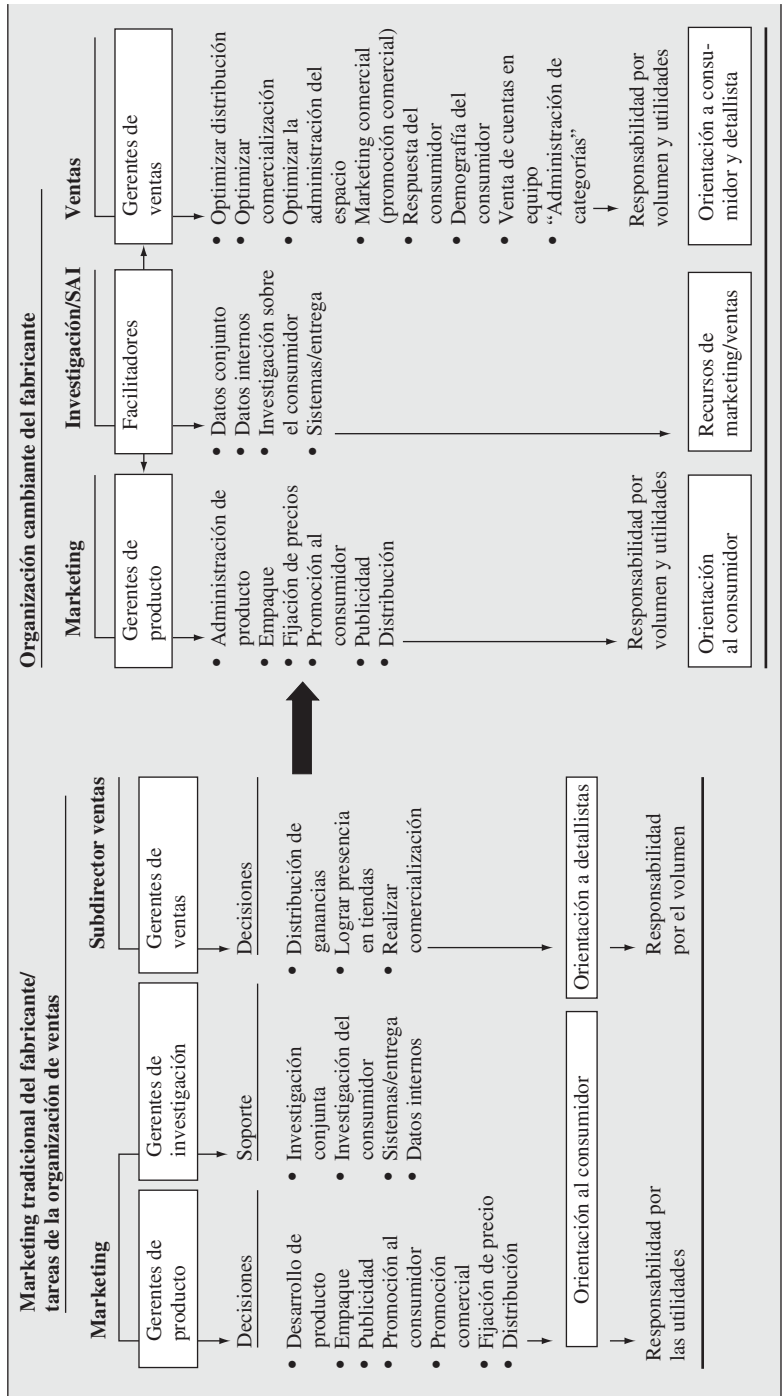 Marketing tradicional del fabricante/
tareas de la organización de ventas
Marketing
Gerentes de
producto
Decisiones
• Desarrollo de
producto
• Empaque
• Publicidad
• Promoción al
consumidor
• Promoción
comercial
• Fijación de precio
• Distribución
Gerentes de
investigación
Soporte
• Investigación
conjunta
• Investigación del
consumidor
• Sistemas/entrega
• Datos internos
Orientación al consumidor
Responsabilidad por
las utilidades
Subdirector ventas
Gerentes de
ventas
Decisiones
• Distribución de
ganancias
• Lograr presencia
en tiendas
• Realizar
comercialización
Orientación a detallistas
Responsabilidad
por el volumen
Organización cambiante del fabricante
Marketing
Gerentes de
producto
• Administración de
producto
• Empaque
• Fijación de precios
• Promoción al
consumidor
• Publicidad
• Distribución
Responsabilidad por
volumen y utilidades
Orientación
al consumidor
Investigación/SAI
Facilitadores
• Datos conjunto
• Datos internos
• Investigación sobre
el consumidor
• Sistemas/entrega
Recursos de
marketing/ventas
Ventas
Gerentes de
ventas
• Optimizar distribución
• Optimizar
comercialización
• Optimizar la
administración del
espacio
• Marketing comercial
(promoción comercial)
• Respuesta del
consumidor
• Demografía del
consumidor
• Venta de cuentas en
equipo
• “Administración de
categorías”
Responsabilidad por
volumen y utilidades
Orientación a consu-
midor y detallista